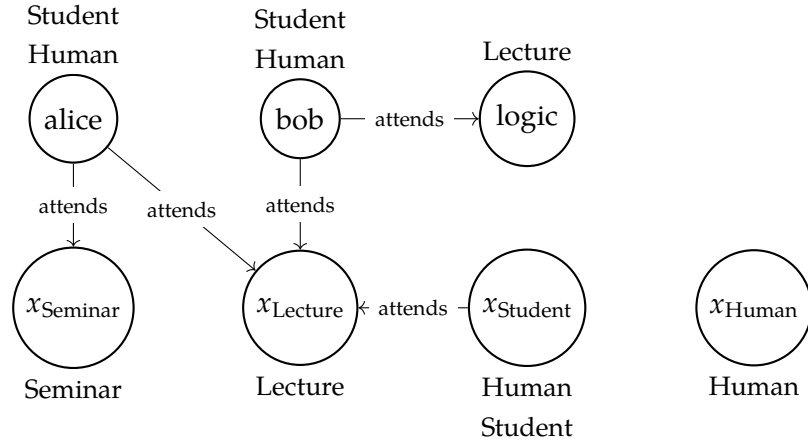 Student
Human
Student
Human
Lecture
alice
bob
attends
logic
attends
attends
attends
x_Seminar
x_Lecture
attends
x_Student
x_Human
Seminar
Lecture
Human
Student
Human